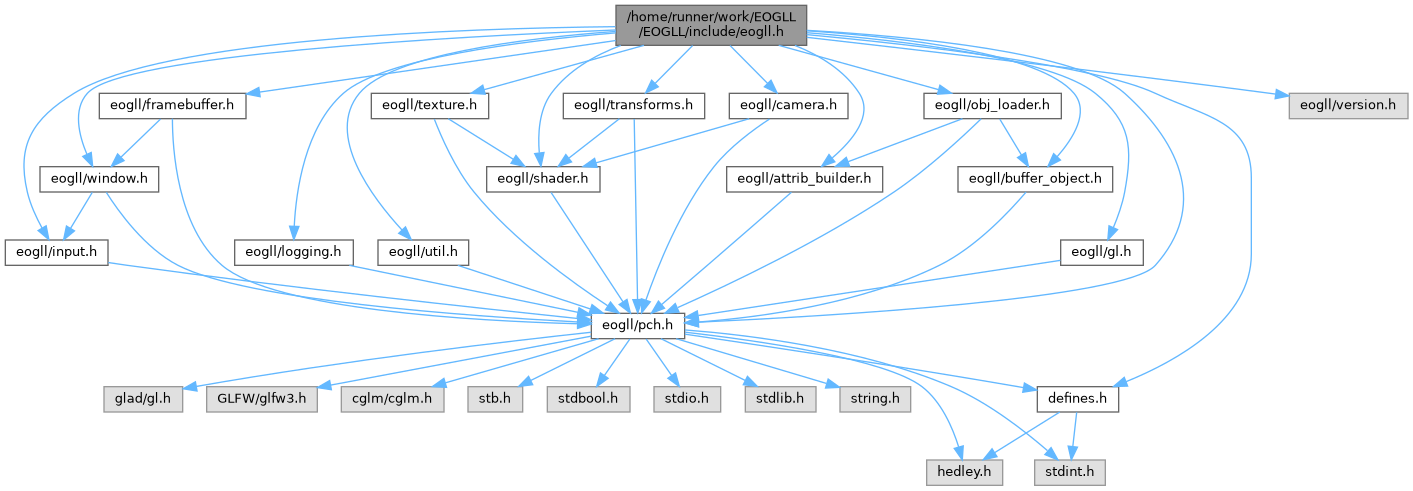 /home/runner/work/EOGLL
/EOGLL/include/eogll.h
eogll/framebuffer.h
eogll/texture.h
eogll/transforms.h
eogll/camera.h
eogll/obj_loader.h
eogll/version.h
eogll/window.h
eogll/shader.h
eogll/attrib_builder.h
eogll/buffer_object.h
eogll/input.h
eogll/logging.h
eogll/util.h
eogll/gl.h
eogll/pch.h
glad/gl.h
GLFW/glfw3.h
cglm/cglm.h
stb.h
stdbool.h
stdio.h
stdlib.h
string.h
defines.h
hedley.h
stdint.h